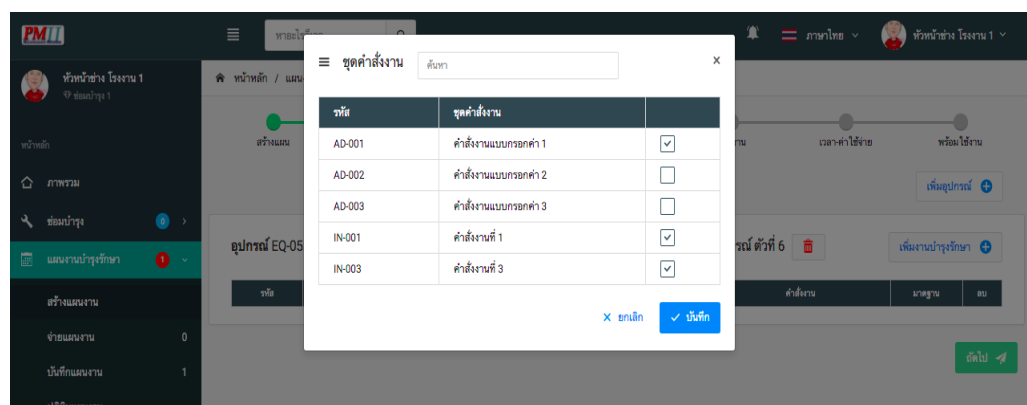 PMII
หาอะไร
ภาษาไทย
หัวหน้าช่าง โรงงาน 1
หัวหน้าช่าง โรงงาน 1
ซ่อมบำรุง 1
หน้าหลัก / แผน
ชุดคำสั่งงาน
ค้นหา
×
รหัส ชุดคำสั่งงาน
AD-001 คำสั่งงานแบบกรอกค่า 1
AD-002 คำสั่งงานแบบกรอกค่า 2
AD-003 คำสั่งงานแบบกรอกค่า 3
IN-001 คำสั่งงานที่ 1
IN-003 คำสั่งงานที่ 3
× ยกเลิก
บันทึก
หน้าหลัก
ภาพรวม
ซ่อมบำรุง 0
แผนงานบำรุงรักษา 1
สร้างแผนงาน
จ่ายแผนงาน 0
บันทึกแผนงาน 1
สร้างแผน
าน
เวลา-ค่าใช้จ่าย
พร้อมใช้งาน
เพิ่มอุปกรณ์
อุปกรณ์ EQ-05
รณ์ ตัวที่ 6
เพิ่มงานบำรุงรักษา
รหัส
คำสั่งงาน
มาตรฐาน
ลบ
ถัดไป